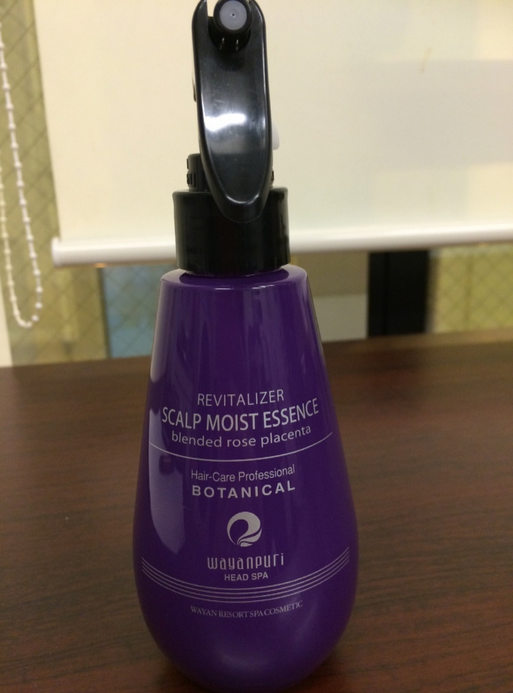 REVITALIZER
SCALP MOIST ESSENCE
blended rose placenta
Hair-Care Professional
BOTANICAL
wayanpuri
HEAD SPA
WAYAN RESORT SPA COSMETIC